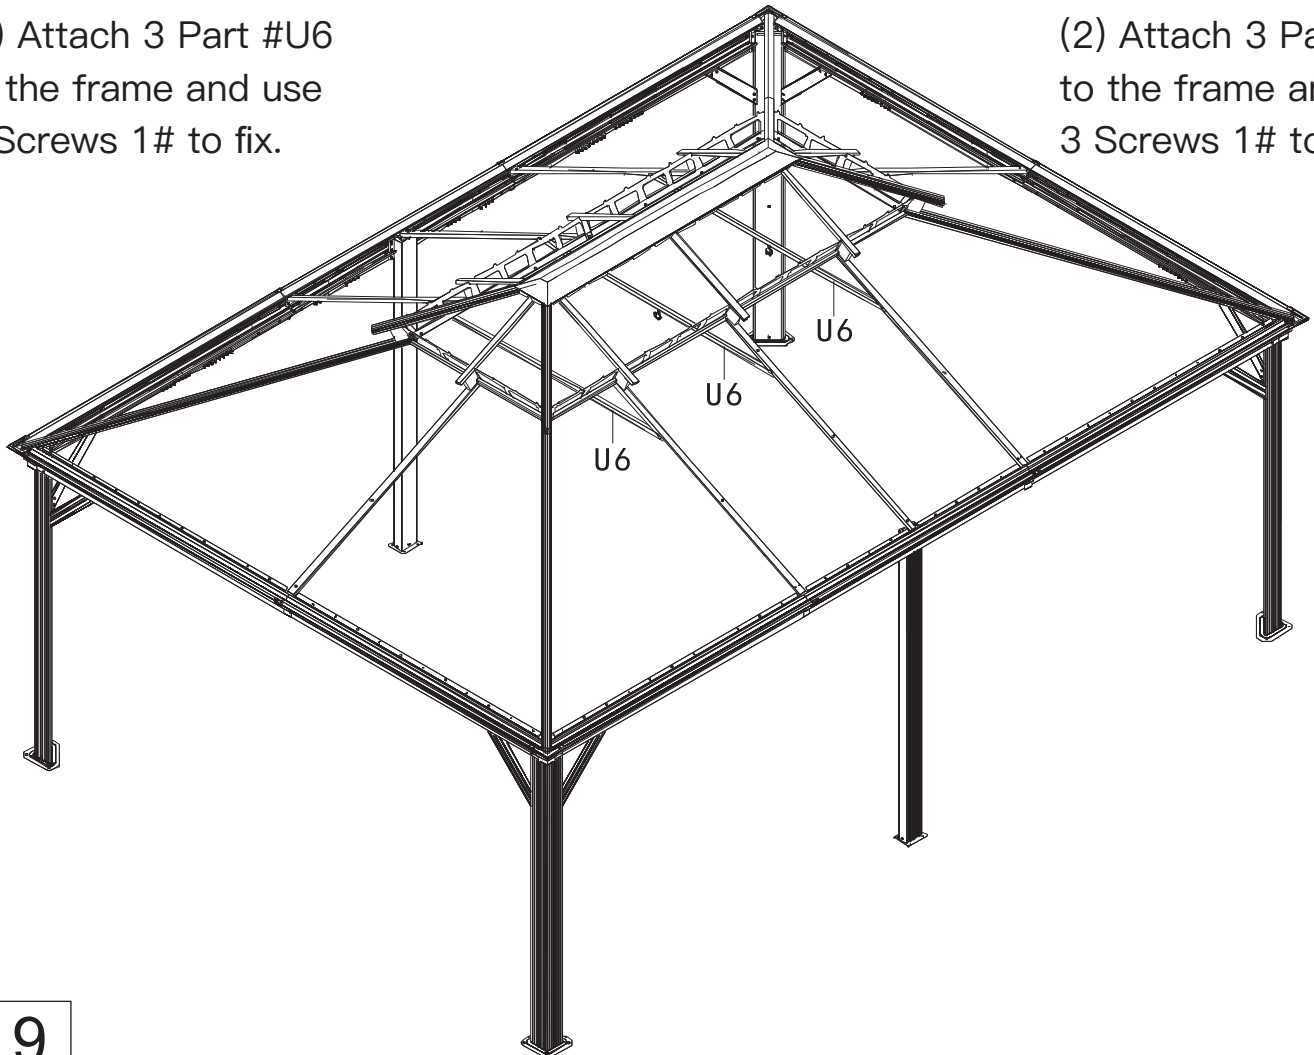 ) Attach 3 Part #U6
the frame and use
Screws 1# to fix.
(2) Attach 3 Pa
to the frame a
3 Screws 1# to
U6
U6
U6
9